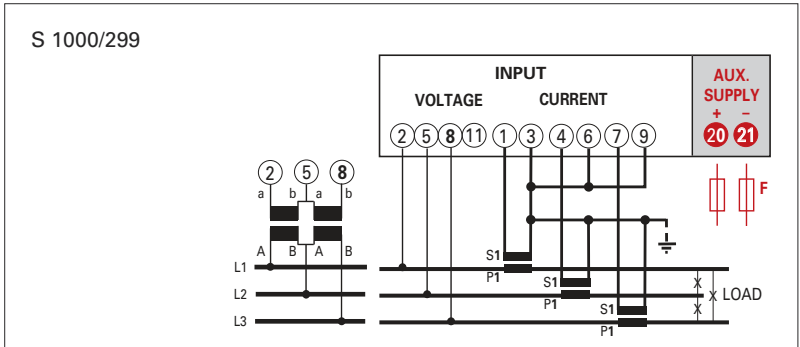 S 1000/299
INPUT
AUX.
SUPPLY
VOLTAGE CURRENT
+ –
2 5 8 11 1 3 4 6 7 9 20 21
2 5 8
a b a b
F
A B A B
S1
L1
P1
S1
X
L2
X LOAD
P1
S1
X
L3
P1